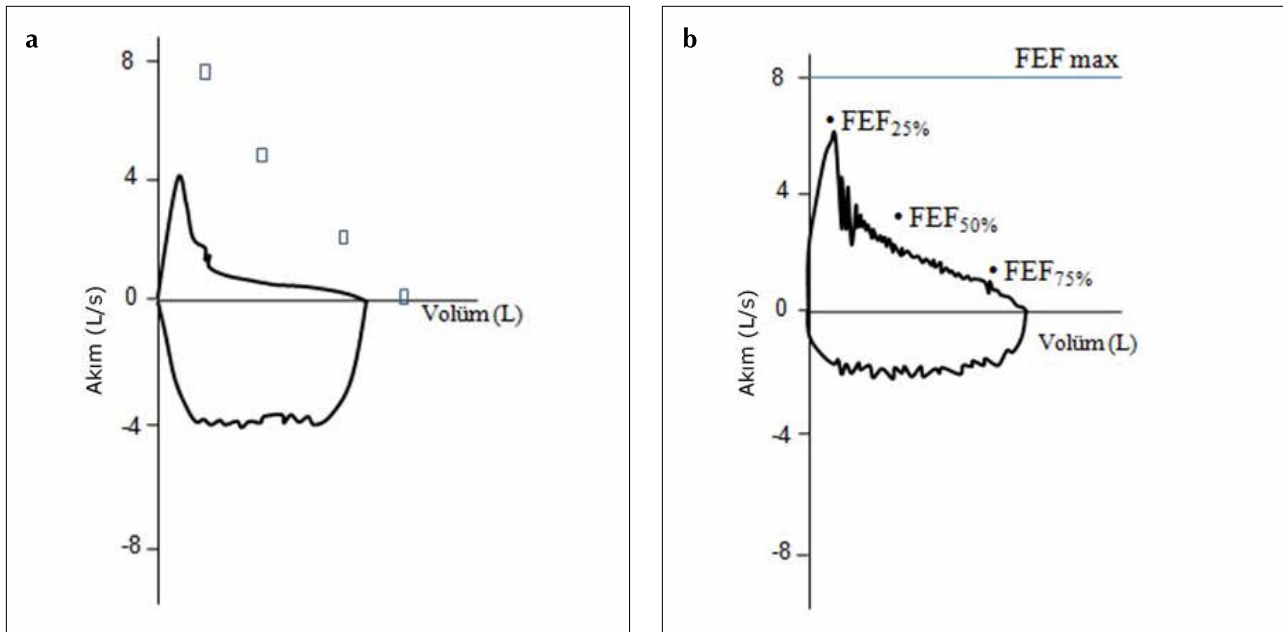 a
8
4
0
-4
-8
Akım (L/s)
Volüm (L)
b
FEF max
8
FEF25%
4
FEF50%
FEF75%
0
Volüm (L)
-4
-8
Akım (L/s)